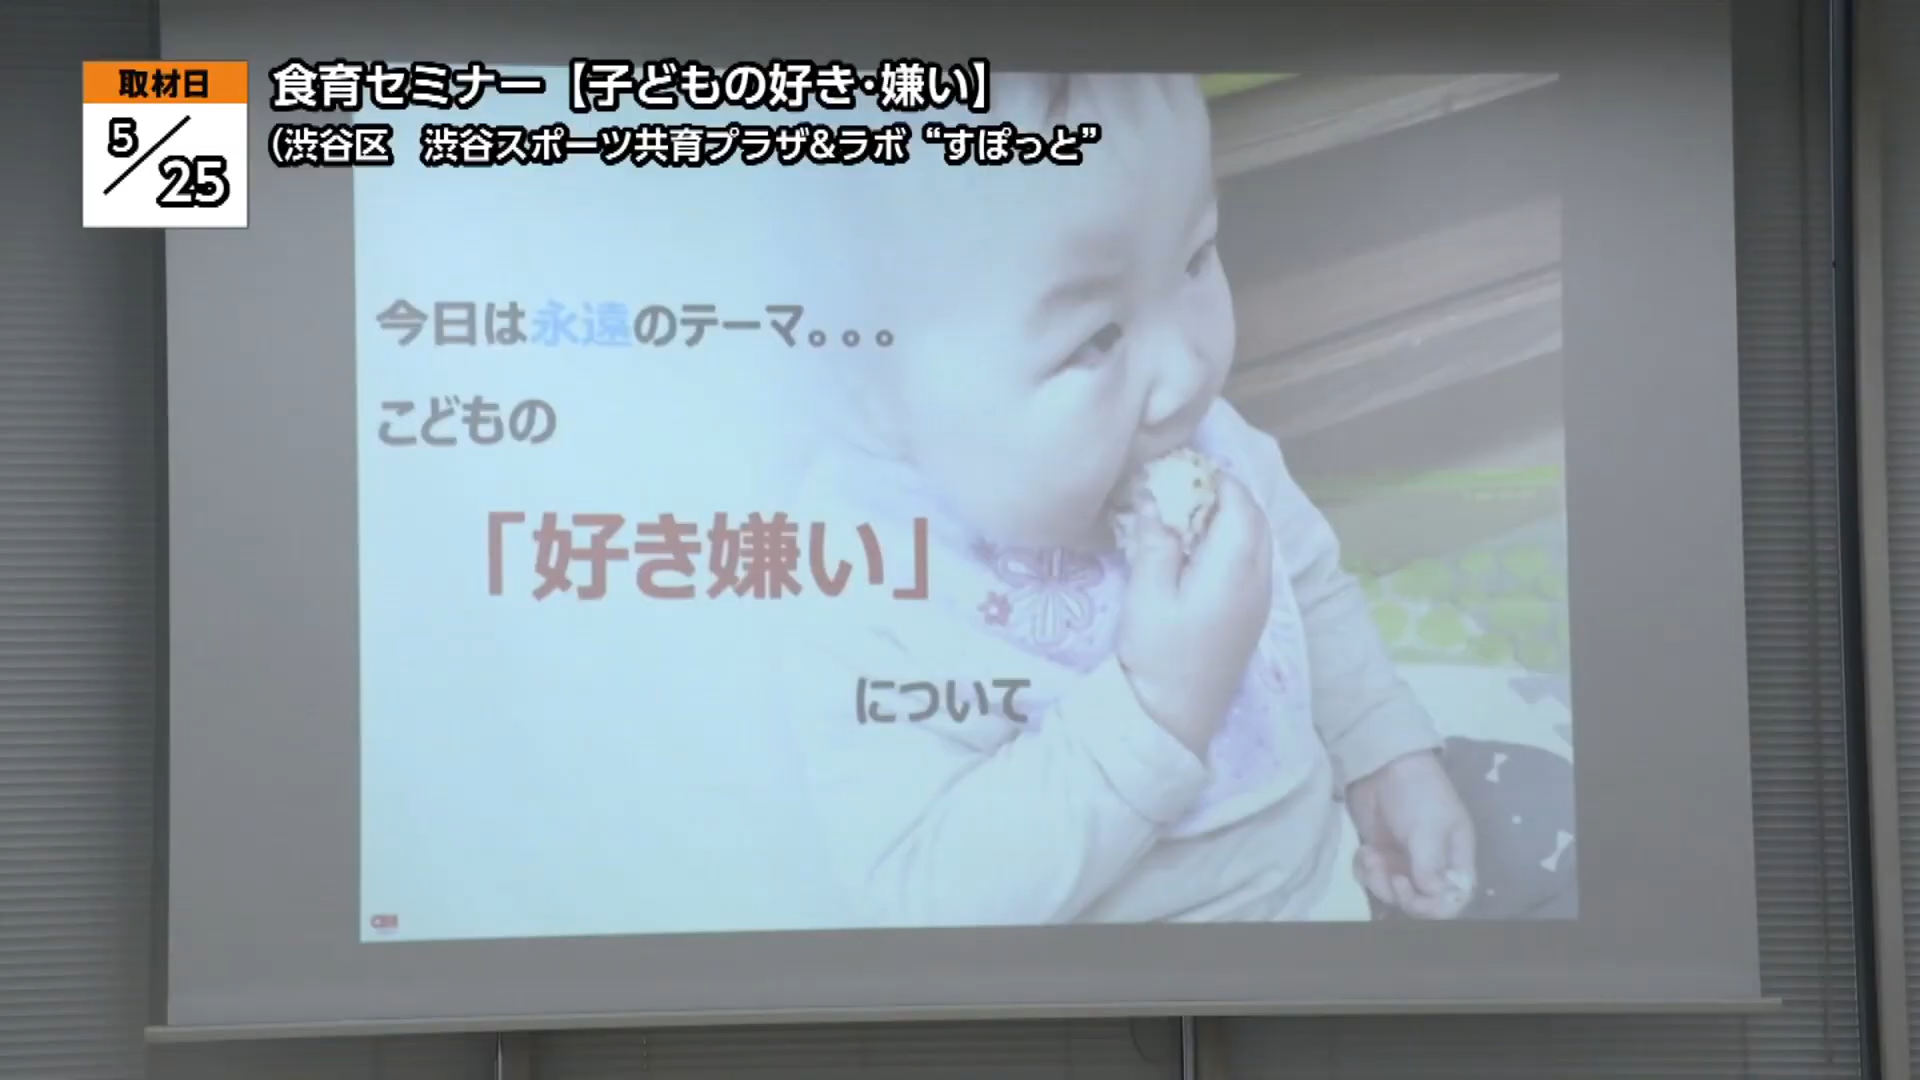 取材日
5/25
食育セミナー【子どもの好き・嫌い】
（渋谷区　渋谷スポーツ共育プラザ&ラボ“すぽっと”
今日は永遠のテーマ。。。
こどもの
「好き嫌い」
について